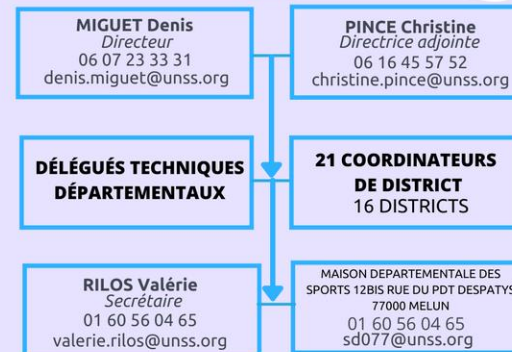 MIGUET Denis
Directeur
06 07 23 33 31
denis.miguet@unss.org
PINCE Christine
Directrice adjointe
06 16 45 57 52
christine.pince@unss.org
DÉLÉGUÉS TECHNIQUES
DÉPARTEMENTAUX
21 COORDINATEURS
DE DISTRICT
16 DISTRICTS
RILOS Valérie
Secrétaire
01 60 56 04 65
valerie.rilos@unss.org
MAISON DEPARTEMENTALE DES
SPORTS 12BIS RUE DU PDT DESPATYS
77000 MELUN
01 60 56 04 65
sd077@unss.org